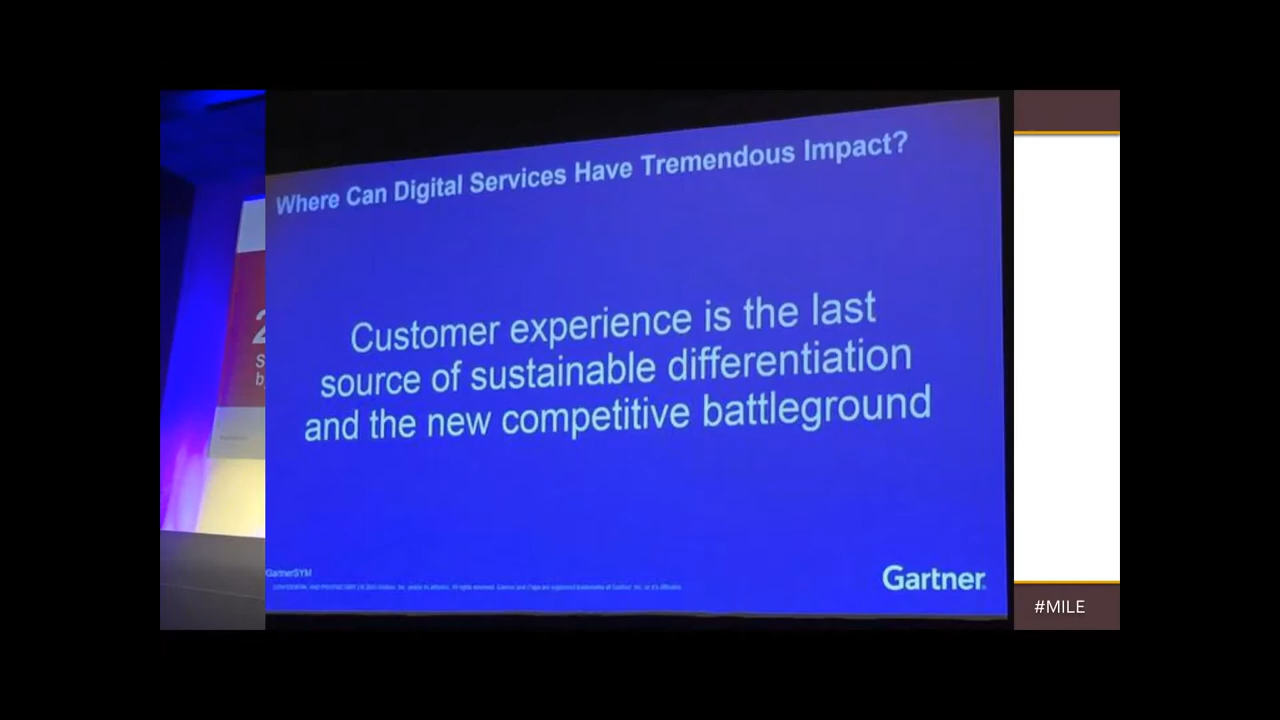 Where Can Digital Services Have Tremendous Impact?
Customer experience is the last
source of sustainable differentiation
and the new competitive battleground
GartnerSYM
Gartner
#MILE